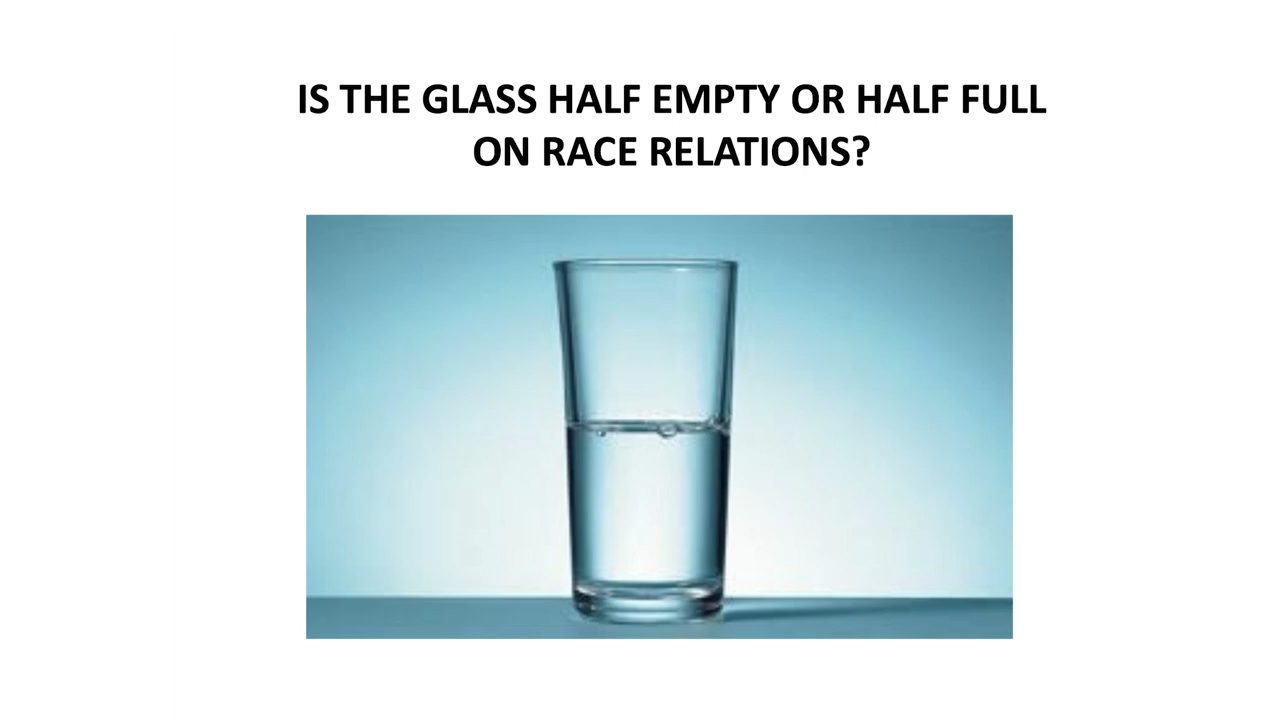 IS THE GLASS HALF EMPTY OR HALF FULL
ON RACE RELATIONS?